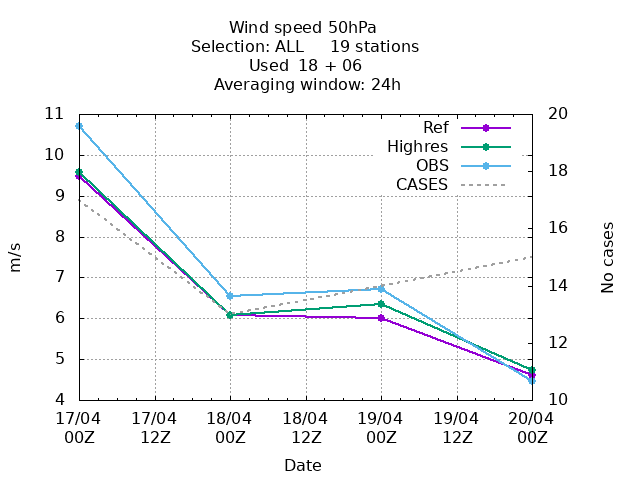 Wind speed 50hPa
Selection: ALL     19 stations
Used  18 + 06
Averaging window: 24h
11
10
9
8
7
6
5
4
m/s
20
18
16
14
12
10
No cases
Ref
Highres
OBS
CASES
17/04 17/04 18/04 18/04 19/04 19/04 20/04
00Z 12Z 00Z 12Z 00Z 12Z 00Z
Date